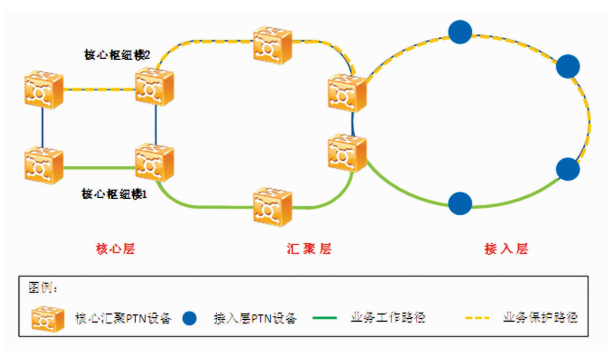 核心枢纽楼2
核心枢纽楼1
核心层
汇聚层
接入层
图例：
核心汇聚PTN设备
接入层PTN设备
业务工作路径
业务保护路径